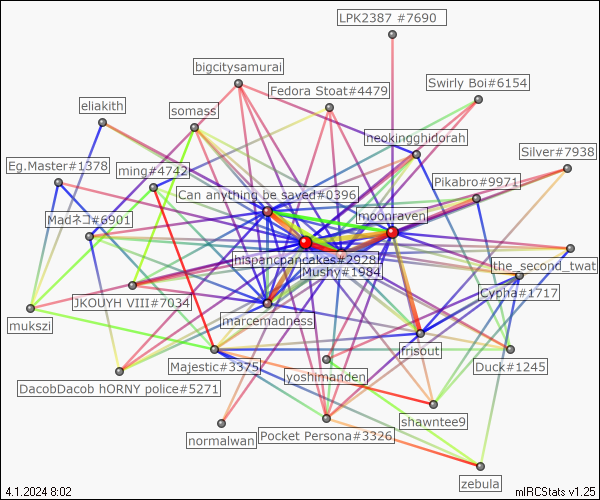 LPK2387 #7690
bigcitysamurai
Swirly Boi#6154
Fedora Stoat#4479
eliakith
somass
neokingghidorah
Silver#7938
Eg.Master#1378
ming#4742
Pikabro#9971
Can anything be saved#0396
Madネコ#6901
moonraven
hispancpancakes#2928
the_second_twat
Mushy#1984
Cypha#1717
IKOUYH VIII#7034
mukszi
marcemadness
frisout
Majestic#3375
Duck#1245
yoshimanden
DacobDacob hORNY police#5271
shawntee9
normalwan
Pocket Persona#3326
zebula
4.1.2024 8:02
mIRCStats v1.25